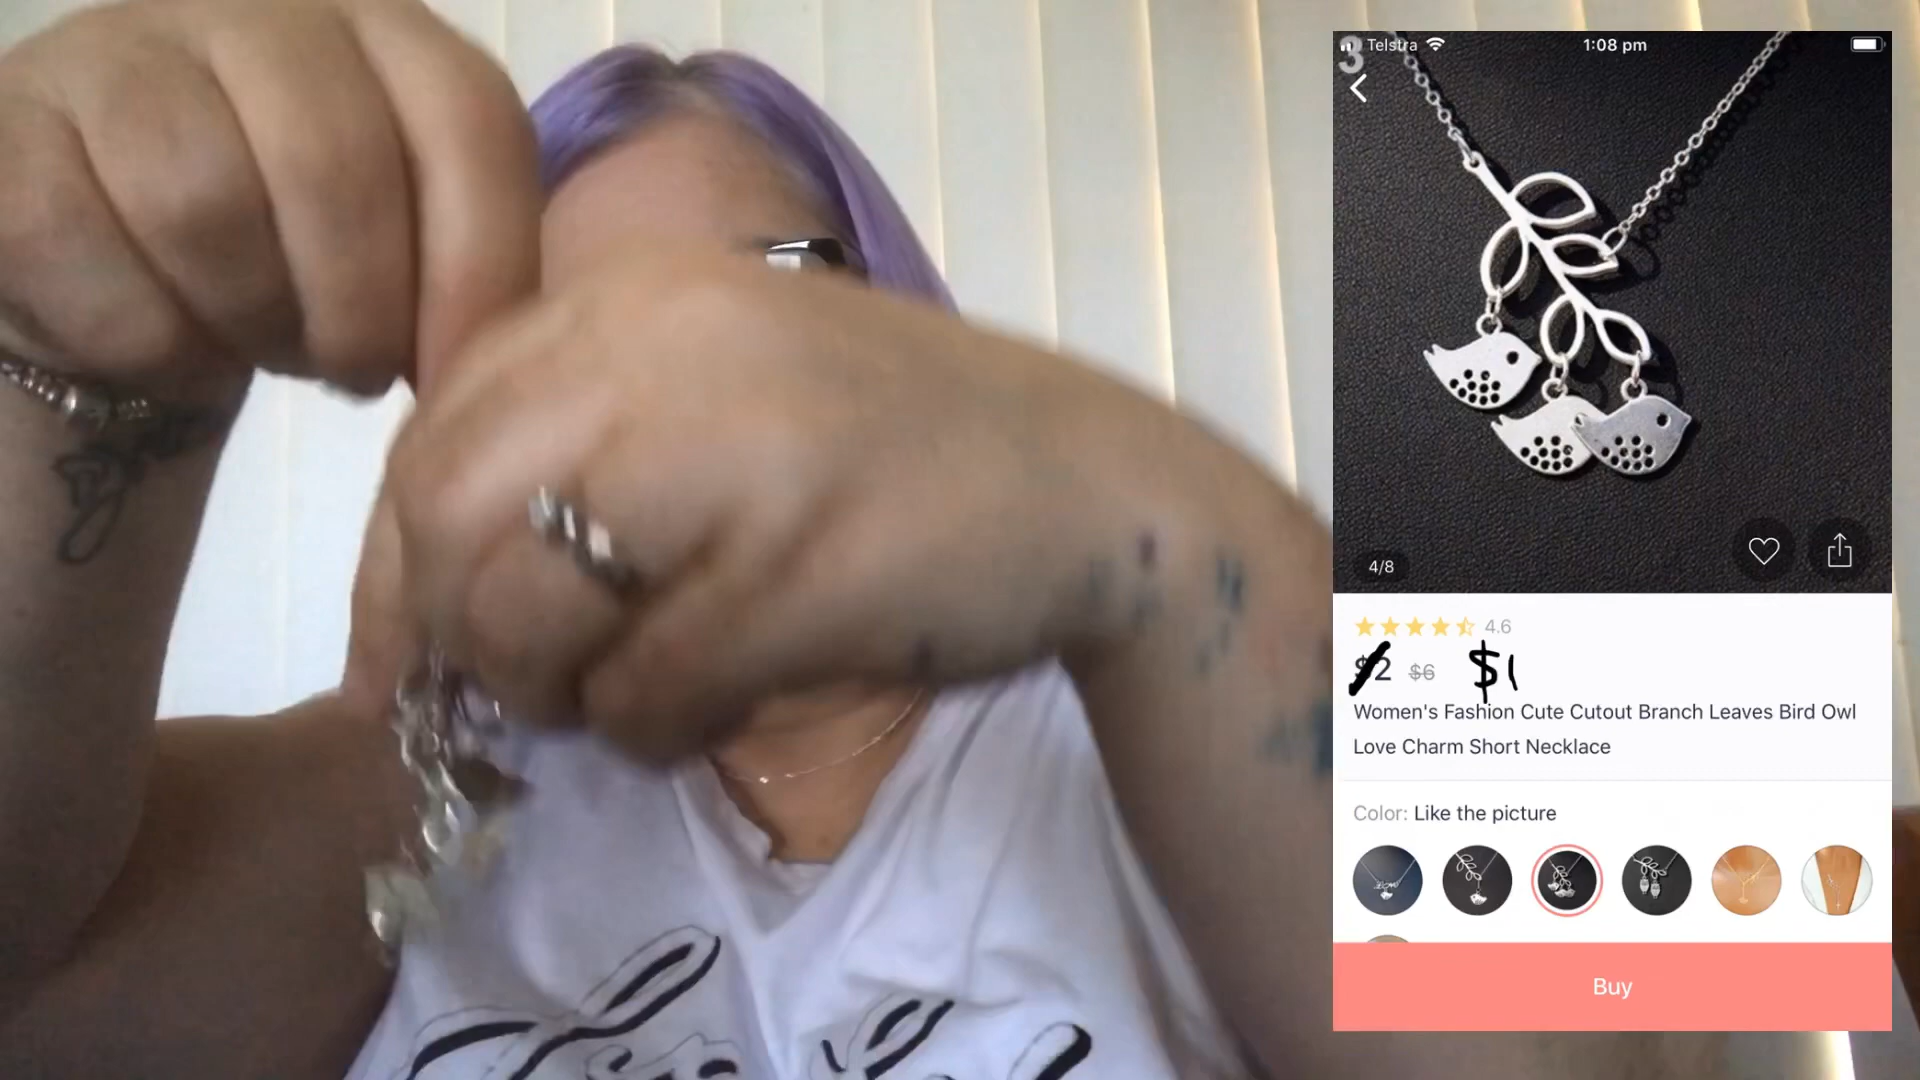 Telstra 1:08 pm
3
4/8
4.6
$2 $6 $1
Women's Fashion Cute Cutout Branch Leaves Bird Owl
Love Charm Short Necklace
Color: Like the picture
Buy